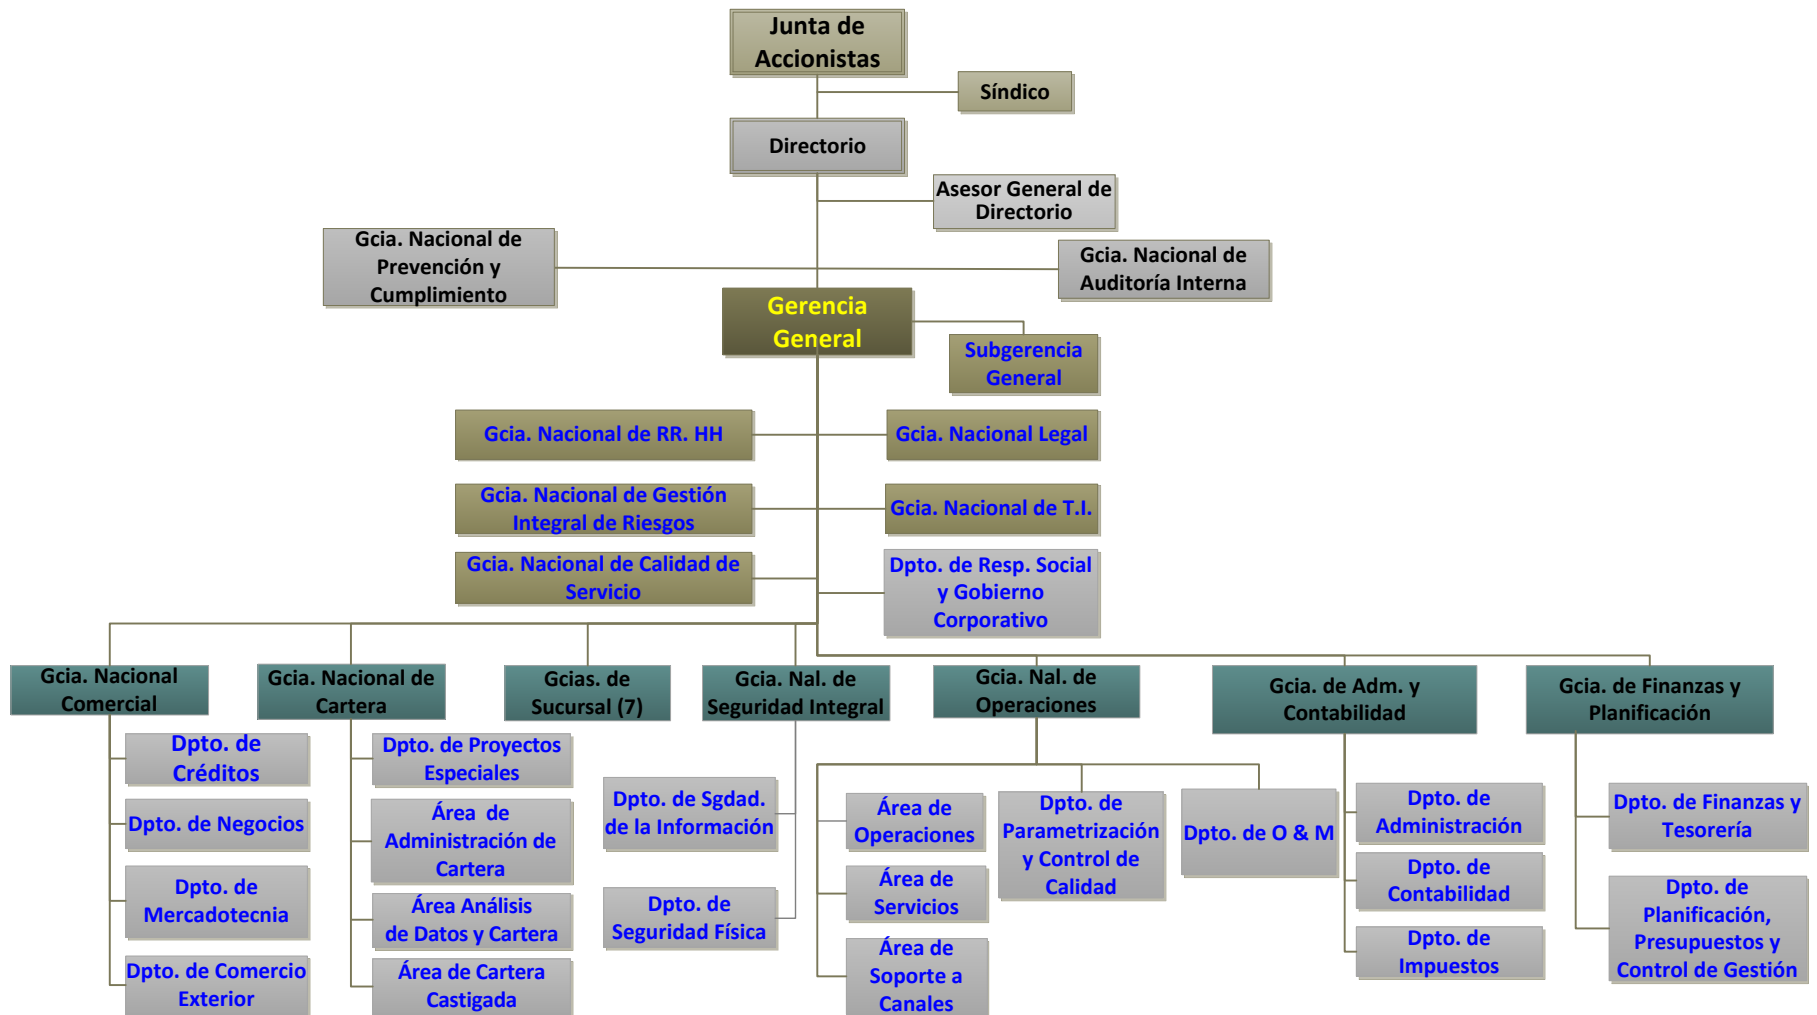 Junta de
Accionistas
Síndico
Directorio
Asesor General de
Directorio
Gcia. Nacional de
Prevención y
Cumplimiento
Gcia. Nacional de
Auditoría Interna
Gerencia
General
Subgerencia
General
Gcia. Nacional de RR. HH
Gcia. Nacional Legal
Gcia. Nacional de Gestión
Integral de Riesgos
Gcia. Nacional de T.I.
Gcia. Nacional de Calidad de
Servicio
Dpto. de Resp. Social
y Gobierno
Corporativo
Gcia. Nacional
Comercial
Gcia. Nacional de
Cartera
Gcias. de
Sucursal (7)
Gcia. Nal. de
Seguridad Integral
Gcia. Nal. de
Operaciones
Gcia. de Adm. y
Contabilidad
Gcia. de Finanzas y
Planificación
Dpto. de
Créditos
Dpto. de Negocios
Dpto. de
Mercadotecnia
Dpto. de Comercio
Exterior
Dpto. de Proyectos
Especiales
Área  de
Administración de
Cartera
Área Análisis
de Datos y Cartera
Área de Cartera
Castigada
Dpto. de Sgdad.
de la Información
Dpto. de
Seguridad Física
Área de
Operaciones
Área de
Servicios
Área de
Soporte a
Canales
Dpto. de
Parametrización
y Control de
Calidad
Dpto. de O & M
Dpto. de
Administración
Dpto. de
Contabilidad
Dpto. de
Impuestos
Dpto. de Finanzas y
Tesorería
Dpto. de
Planificación,
Presupuestos y
Control de Gestión